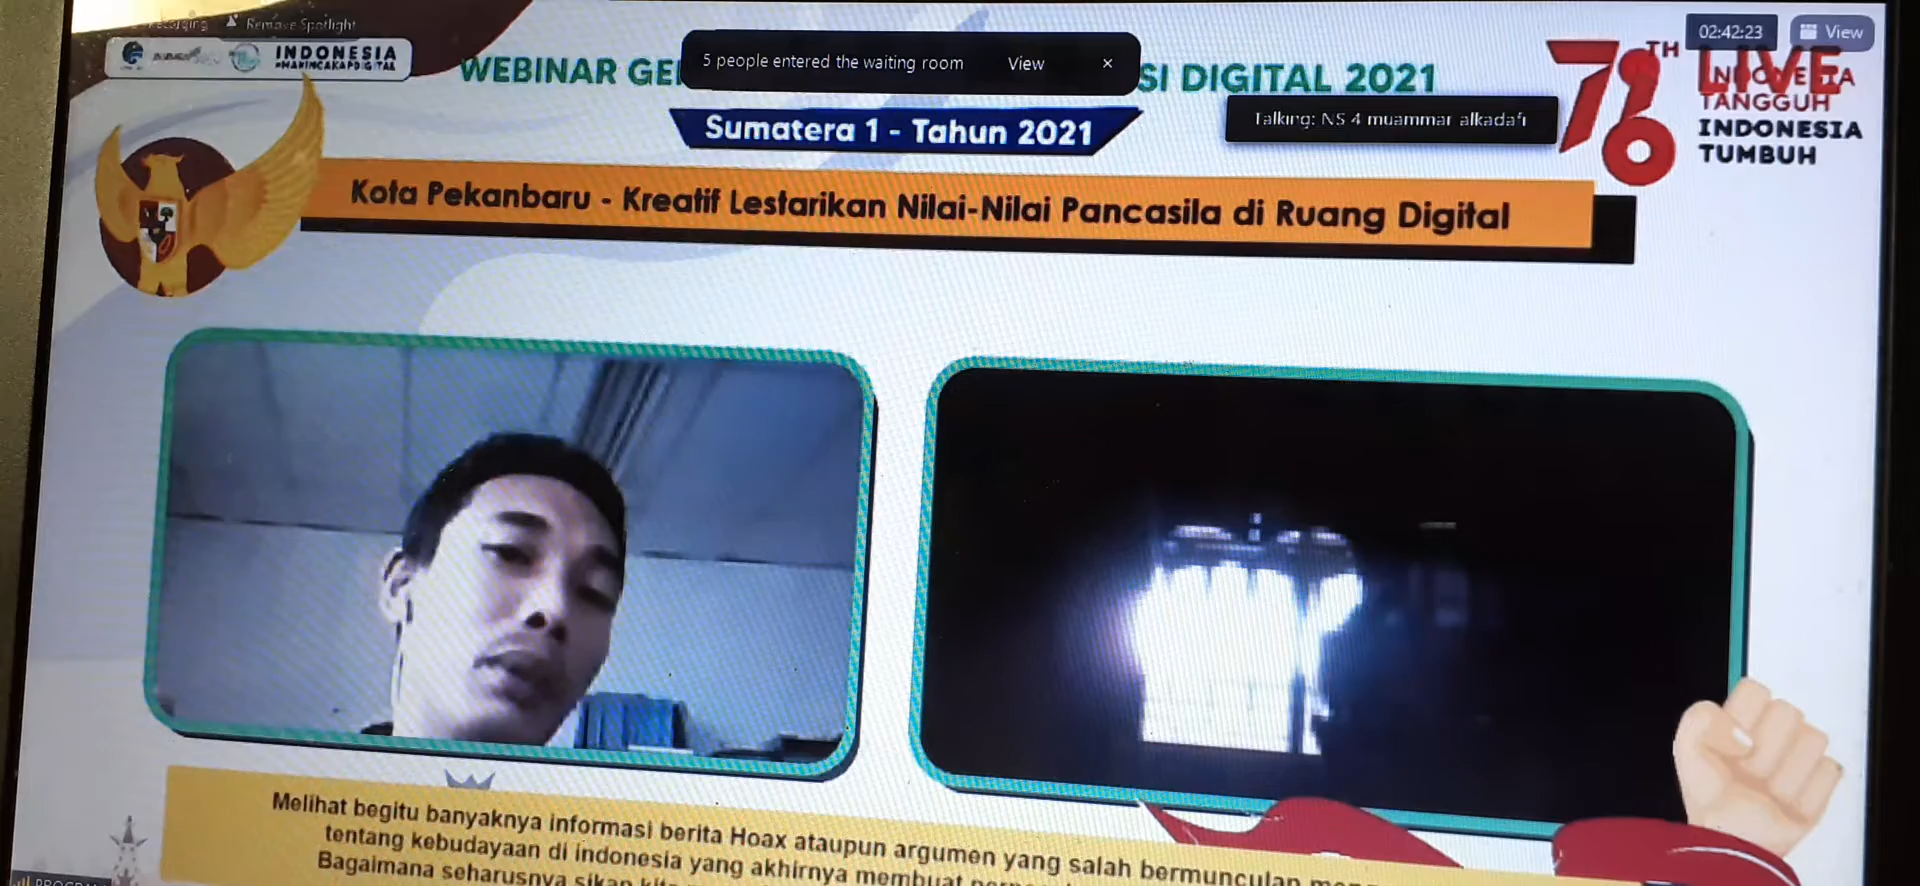 Remove Spotlight
INDONESIA
#MAKINCAKAPDIGITAL
WEBINAR GE
5 people entered the waiting room View ×
SI DIGITAL 2021
02:42:23
View
Sumatera 1 - Tahun 2021
Talking: NS 4 muammar alkadafi
76TH
LIVE
INDONESIA
TANGGUH
INDONESIA
TUMBUH
Kota Pekanbaru - Kreatif Lestarikan Nilai-Nilai Pancasila di Ruang Digital
Melihat begitu banyaknya informasi berita Hoax ataupun argumen yang salah bermunculan
tentang kebudayaan di indonesia yang akhirnya membuat
Bagaimana seharusnya sikap